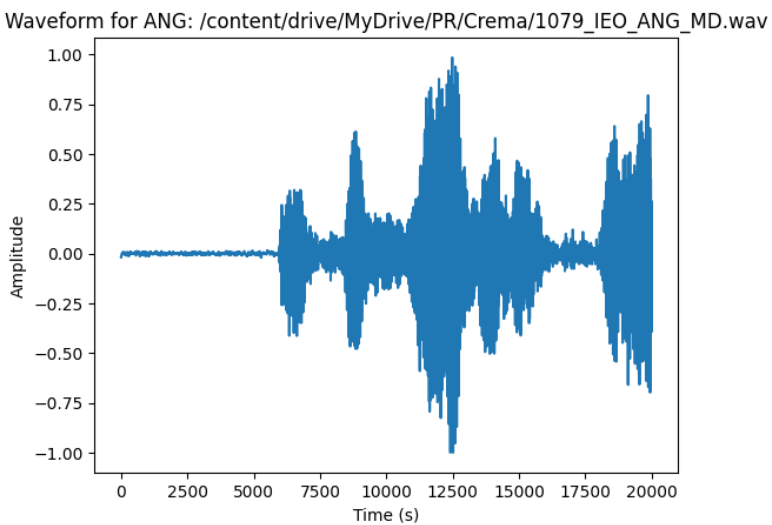 Waveform for ANG: /content/drive/MyDrive/PR/Crema/1079_IEO_ANG_MD.wav
1.00
0.75
0.50
0.25
0.00
−0.25
−0.50
−0.75
−1.00
Amplitude
0 2500 5000 7500 10000 12500 15000 17500 20000
Time (s)